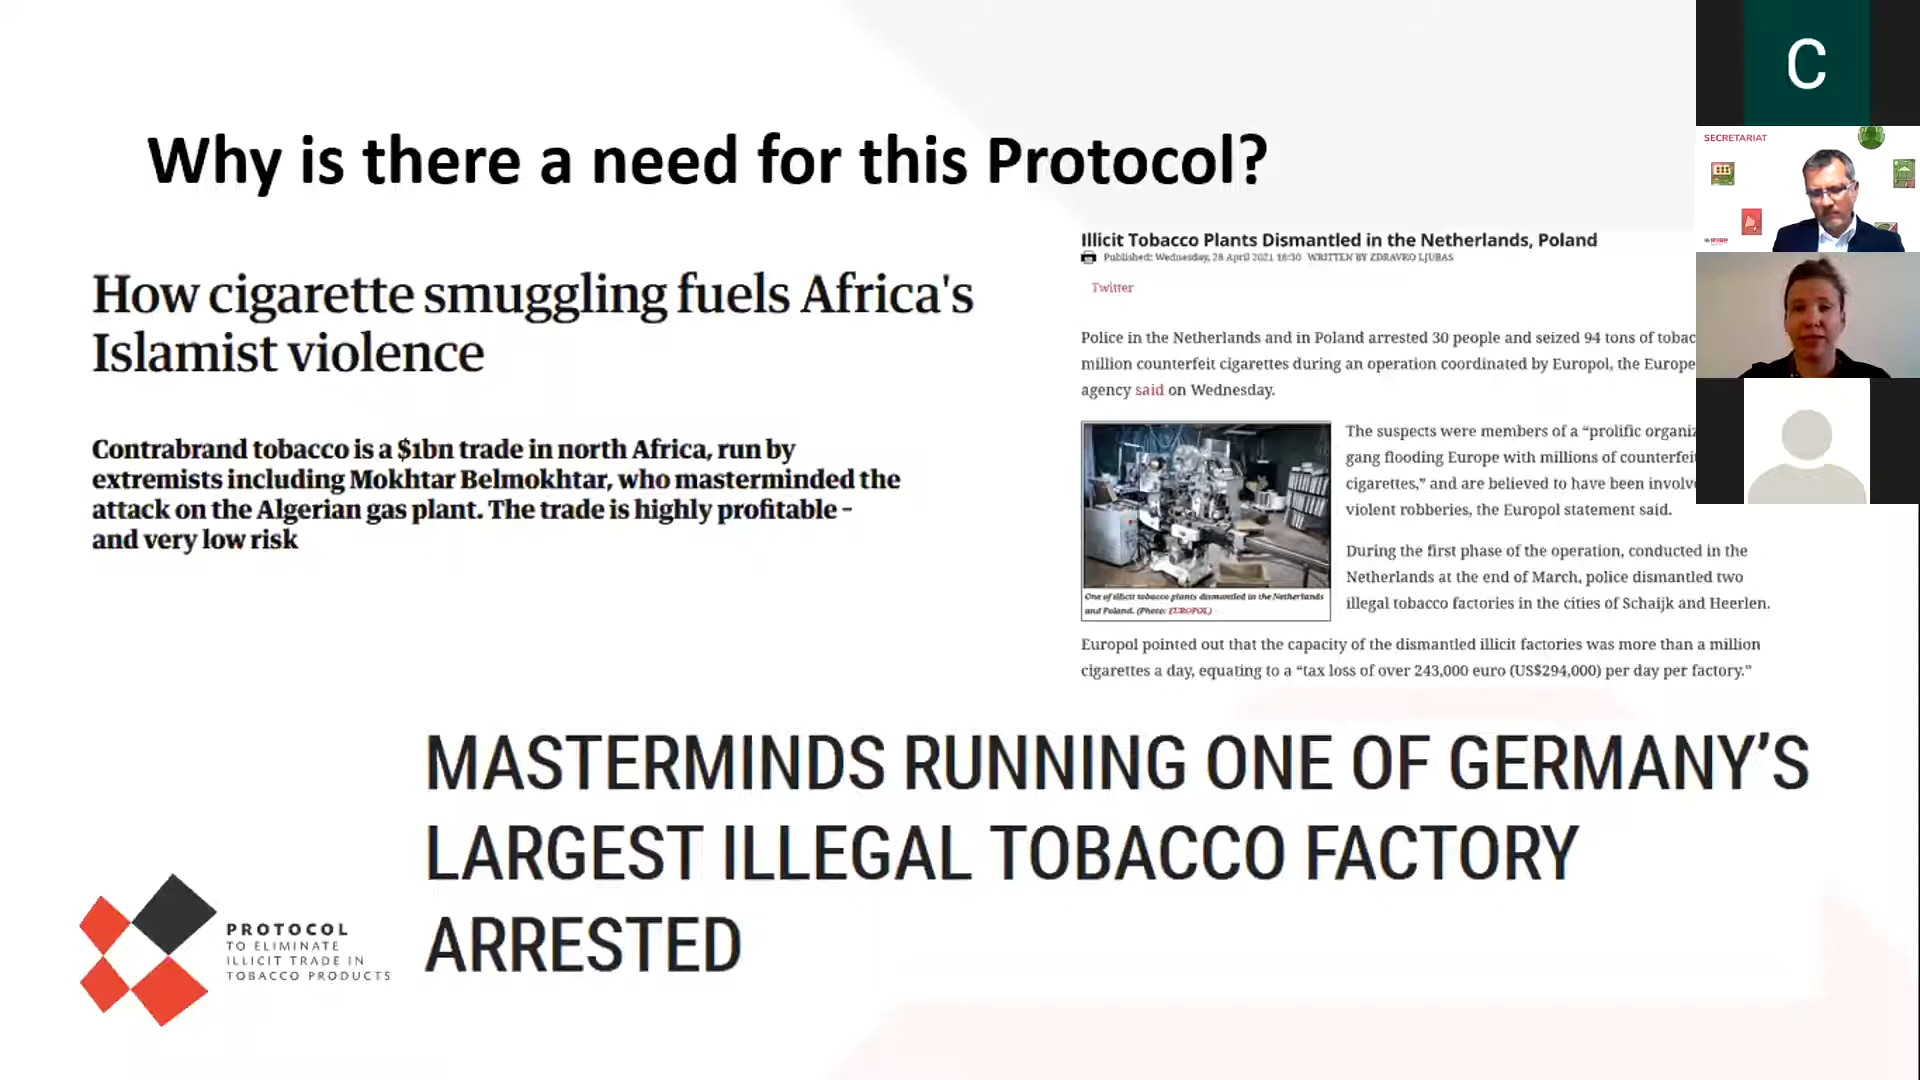 Why is there a need for this Protocol?
How cigarette smuggling fuels Africa's
Islamist violence
Contrabrand tobacco is a $1bn trade in north Africa, run by
extremists including Mokhtar Belmokhtar, who masterminded the
attack on the Algerian gas plant. The trade is highly profitable –
and very low risk
Illicit Tobacco Plants Dismantled in the Netherlands, Poland
Published: Wednesday, 28 April 2021 18:30 WRITTEN BY ZDRAVKO LJUBAS
Twitter
Police in the Netherlands and in Poland arrested 30 people and seized 94 tons of tobac
million counterfeit cigarettes during an operation coordinated by Europol, the Europe
agency said on Wednesday.
The suspects were members of a “prolific organiz
gang flooding Europe with millions of counterfeit
cigarettes,” and are believed to have been involve
violent robberies, the Europol statement said.
During the first phase of the operation, conducted in the
Netherlands at the end of March, police dismantled two
illegal tobacco factories in the cities of Schaijk and Heerlen.
One of illicit tobacco plants dismantled in the Netherlands
and Poland. (Photo: EUROPOL)
Europol pointed out that the capacity of the dismantled illicit factories was more than a million
cigarettes a day, equating to a “tax loss of over 243,000 euro (US$294,000) per day per factory.”
MASTERMINDS RUNNING ONE OF GERMANY’S
LARGEST ILLEGAL TOBACCO FACTORY
ARRESTED
PROTOCOL
TO ELIMINATE
ILLICIT TRADE IN
TOBACCO PRODUCTS
C
SECRETARIAT